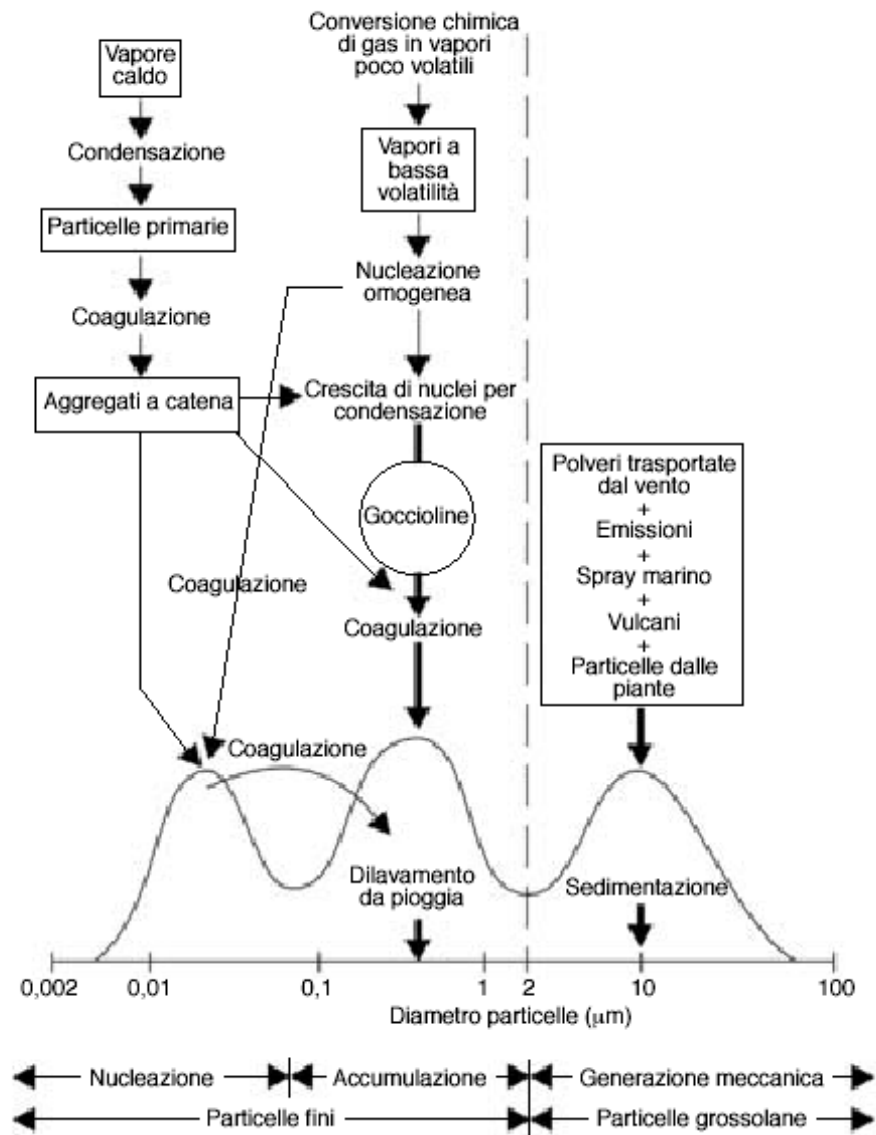 Vapore
caldo
Condensazione
Particelle primarie
Coagulazione
Aggregati a catena
Conversione chimica
di gas in vapori
poco volatili
Vapori a
bassa
volatilità
Nucleazione
omogenea
Crescita di nuclei per
condensazione
Goccioline
Coagulazione
Coagulazione
Coagulazione
Polveri trasportate
dal vento
+
Emissioni
+
Spray marino
+
Vulcani
+
Particelle dalle
piante
Dilavamento
da pioggia
Sedimentazione
0,002 0,01 0,1 1 2 10 100
Diametro particelle (µm)
Nucleazione Accumulazione Generazione meccanica
Particelle fini Particelle grossolane